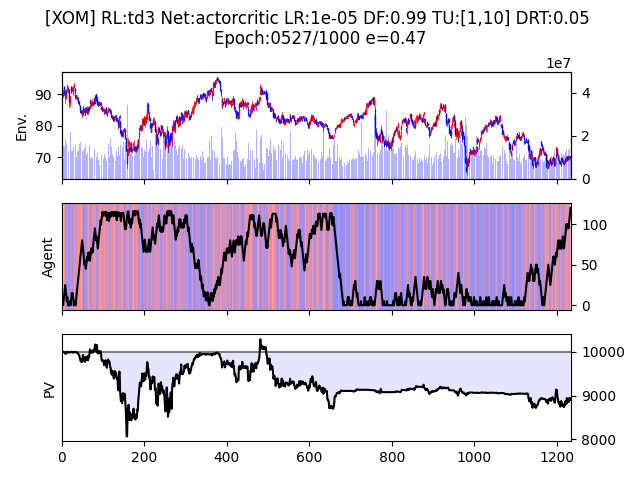 [XOM] RL:td3 Net:actorcritic LR:1e-05 DF:0.99 TU:[1,10] DRT:0.05
Epoch:0527/1000 e=0.47
1e7
Env.
90
80
70
4
2
0
Agent
100
50
0
PV
10000
9000
8000
0 200 400 600 800 1000 1200